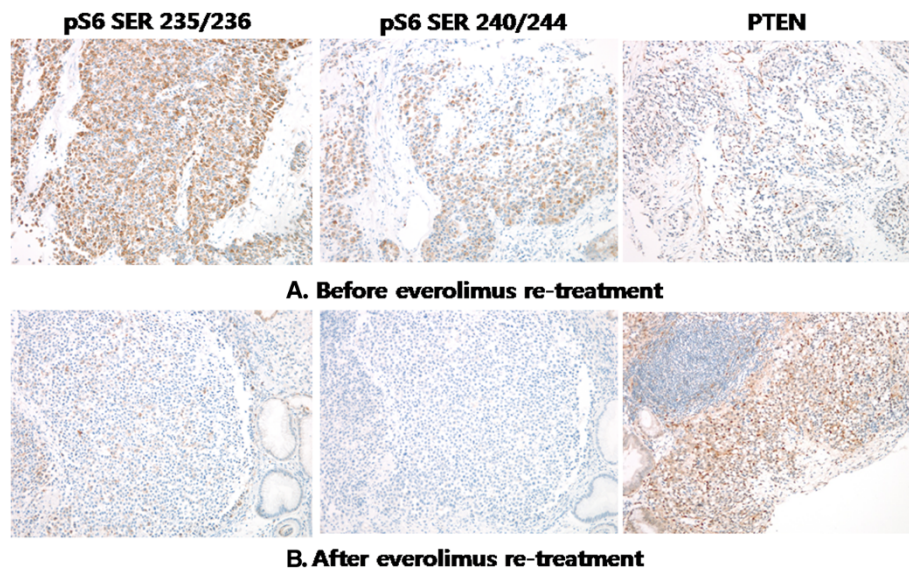 pS6 SER 235/236
pS6 SER 240/244
PTEN
A. Before everolimus re-treatment
B. After everolimus re-treatment